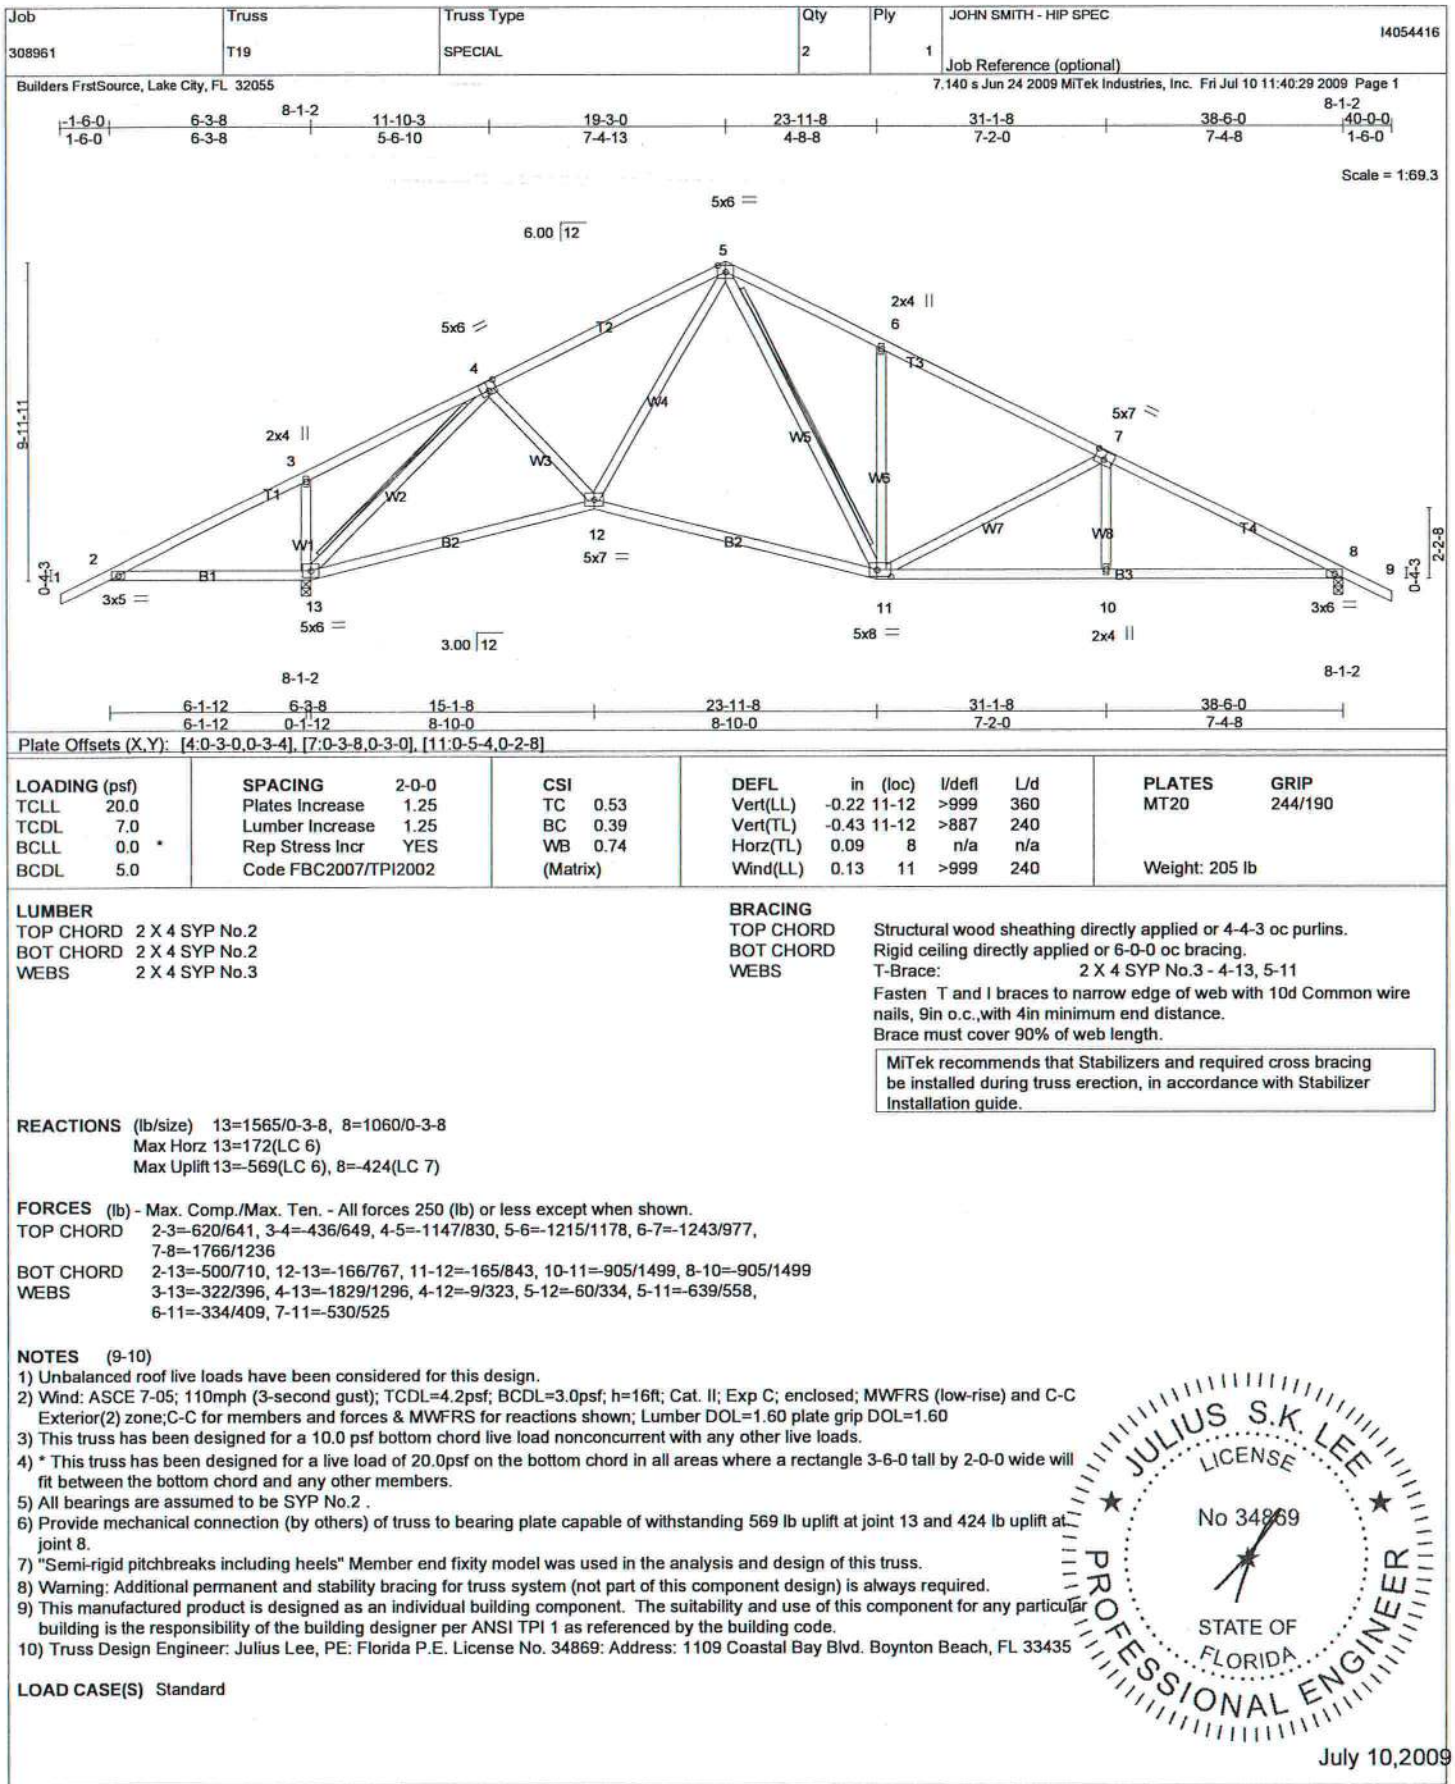 Job Truss Truss Type Qty Ply JOHN SMITH - HIP SPEC
I4054416
308961 T19 SPECIAL 2 1
Job Reference (optional)
Builders FrstSource, Lake City, FL 32055 7.140 s Jun 24 2009 MiTek Industries, Inc. Fri Jul 10 11:40:29 2009 Page 1
8-1-2 8-1-2
-1-6-0 6-3-8 11-10-3 19-3-0 23-11-8 31-1-8 38-6-0 40-0-0
1-6-0 6-3-8 5-6-10 7-4-13 4-8-8 7-2-0 7-4-8 1-6-0
Scale = 1:69.3
5x6 =
6.00 12
5
2x4 ||
6
5x6
T2
4
T3
W4
5x7
9-11-11
2x4 ||
7
3
W5
W3
W6
T1
W2
W7 W8 T4
2-2-8
W1
B2 12 B2
2 5x7 = 8
0-4-3
1 B1 B3 9
0-4-3
3x5 = 13 11 10 3x6 =
5x6 = 5x8 = 2x4 ||
3.00 12
8-1-2 8-1-2
6-1-12 6-3-8 15-1-8 23-11-8 31-1-8 38-6-0
6-1-12 0-1-12 8-10-0 8-10-0 7-2-0 7-4-8
Plate Offsets (X,Y): [4:0-3-0,0-3-4], [7:0-3-8,0-3-0], [11:0-5-4,0-2-8]
LOADING (psf) SPACING 2-0-0 CSI DEFL in (loc) l/defl L/d PLATES GRIP
TCLL 20.0 Plates Increase 1.25 TC 0.53 Vert(LL) -0.22 11-12 >999 360 MT20 244/190
TCDL 7.0 Lumber Increase 1.25 BC 0.39 Vert(TL) -0.43 11-12 >887 240
BCLL 0.0 * Rep Stress Incr YES WB 0.74 Horz(TL) 0.09 8 n/a n/a
BCDL 5.0 Code FBC2007/TPI2002 (Matrix) Wind(LL) 0.13 11 >999 240 Weight: 205 lb
LUMBER
TOP CHORD 2 X 4 SYP No.2
BOT CHORD 2 X 4 SYP No.2
WEBS 2 X 4 SYP No.3
BRACING
TOP CHORD Structural wood sheathing directly applied or 4-4-3 oc purlins.
BOT CHORD Rigid ceiling directly applied or 6-0-0 oc bracing.
WEBS T-Brace: 2 X 4 SYP No.3 - 4-13, 5-11
Fasten T and I braces to narrow edge of web with 10d Common wire
nails, 9in o.c.,with 4in minimum end distance.
Brace must cover 90% of web length.
MiTek recommends that Stabilizers and required cross bracing
be installed during truss erection, in accordance with Stabilizer
Installation guide.
REACTIONS (lb/size) 13=1565/0-3-8, 8=1060/0-3-8
Max Horz 13=172(LC 6)
Max Uplift 13=-569(LC 6), 8=-424(LC 7)
FORCES (lb) - Max. Comp./Max. Ten. - All forces 250 (lb) or less except when shown.
TOP CHORD 2-3=-620/641, 3-4=-436/649, 4-5=-1147/830, 5-6=-1215/1178, 6-7=-1243/977,
7-8=-1766/1236
BOT CHORD 2-13=-500/710, 12-13=-166/767, 11-12=-165/843, 10-11=-905/1499, 8-10=-905/1499
WEBS 3-13=-322/396, 4-13=-1829/1296, 4-12=-9/323, 5-12=-60/334, 5-11=-639/558,
6-11=-334/409, 7-11=-530/525
NOTES (9-10)
1) Unbalanced roof live loads have been considered for this design.
2) Wind: ASCE 7-05; 110mph (3-second gust); TCDL=4.2psf; BCDL=3.0psf; h=16ft; Cat. II; Exp C; enclosed; MWFRS (low-rise) and C-C
Exterior(2) zone;C-C for members and forces & MWFRS for reactions shown; Lumber DOL=1.60 plate grip DOL=1.60
3) This truss has been designed for a 10.0 psf bottom chord live load nonconcurrent with any other live loads.
4) * This truss has been designed for a live load of 20.0psf on the bottom chord in all areas where a rectangle 3-6-0 tall by 2-0-0 wide will
fit between the bottom chord and any other members.
5) All bearings are assumed to be SYP No.2 .
6) Provide mechanical connection (by others) of truss to bearing plate capable of withstanding 569 lb uplift at joint 13 and 424 lb uplift at
joint 8.
7) "Semi-rigid pitchbreaks including heels" Member end fixity model was used in the analysis and design of this truss.
8) Warning: Additional permanent and stability bracing for truss system (not part of this component design) is always required.
9) This manufactured product is designed as an individual building component. The suitability and use of this component for any particular
building is the responsibility of the building designer per ANSI TPI 1 as referenced by the building code.
10) Truss Design Engineer: Julius Lee, PE: Florida P.E. License No. 34869: Address: 1109 Coastal Bay Blvd. Boynton Beach, FL 33435
LOAD CASE(S) Standard
JULIUS S.K. LEE
LICENSE
No 34869
STATE OF
FLORIDA
PROFESSIONAL ENGINEER
July 10,2009